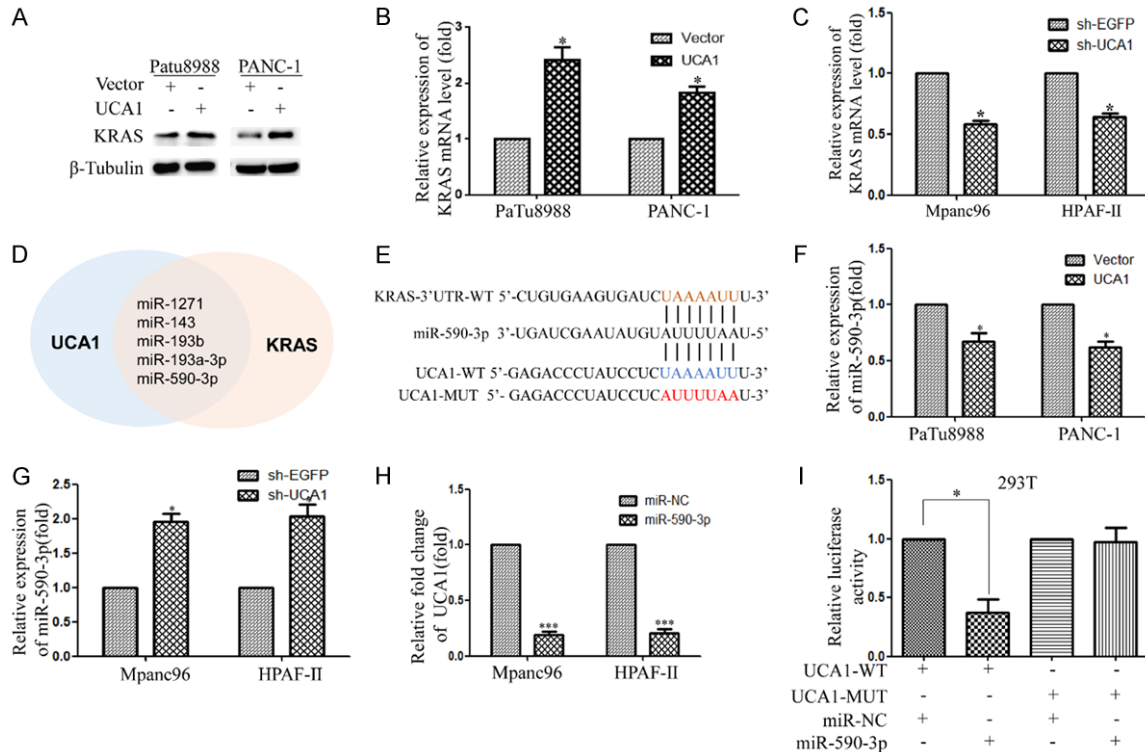 A
Patu8988 PANC-1
Vector + - + -
UCA1 - + - +
KRAS
β-Tubulin
B
Relative expression of
KRAS mRNA level (fold)
3
2
1
0
Vector
UCA1
*
*
PaTu8988 PANC-1
C
Relative expression of
KRAS mRNA level (fold)
1.5
1.0
0.5
0.0
sh-EGFP
sh-UCA1
*
*
Mpanc96 HPAF-II
D
UCA1
miR-1271
miR-143
miR-193b
miR-193a-3p
miR-590-3p
KRAS
E
KRAS-3'UTR-WT 5'-CUGUGAAGUGAUCUAAAAUUU-3'
miR-590-3p 3'-UGAUCGAAUAUGUAUUUUAAU-5'
UCA1-WT 5'-GAGACCCUAUCCUCUAAAAUUU-3'
UCA1-MUT 5'- GAGACCCUAUCCUCAUUUUAAU-3'
F
Relative expression
of miR-590-3p(fold)
1.5
1.0
0.5
0.0
Vector
UCA1
*
*
PaTu8988 PANC-1
G
Relative expression
of miR-590-3p(fold)
2.5
2.0
1.5
1.0
0.5
0.0
sh-EGFP
sh-UCA1
*
Mpanc96 HPAF-II
H
Relative fold change
of UCA1(fold)
1.5
1.0
0.5
0.0
miR-NC
miR-590-3p
***
***
Mpanc96 HPAF-II
I
293T
Relative luciferase
activity
1.5
1.0
0.5
0.0
*
UCA1-WT + + - -
UCA1-MUT - - + +
miR-NC + - + -
miR-590-3p - + - +